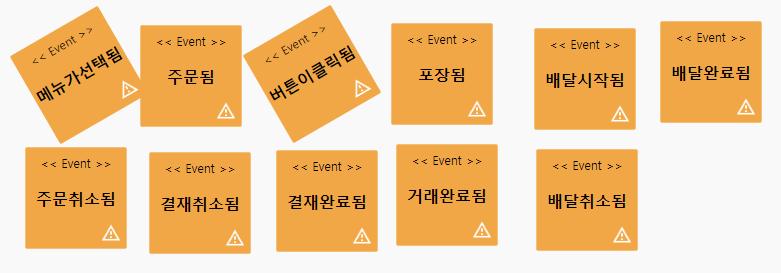 << Event >>
메뉴가선택됨
<< Event >>
주문됨
<< Event >>
버튼이클릭됨
<< Event >>
포장됨
<< Event >>
배달시작됨
<< Event >>
배달완료됨
<< Event >>
주문취소됨
<< Event >>
결재취소됨
<< Event >>
결재완료됨
<< Event >>
거래완료됨
<< Event >>
배달취소됨